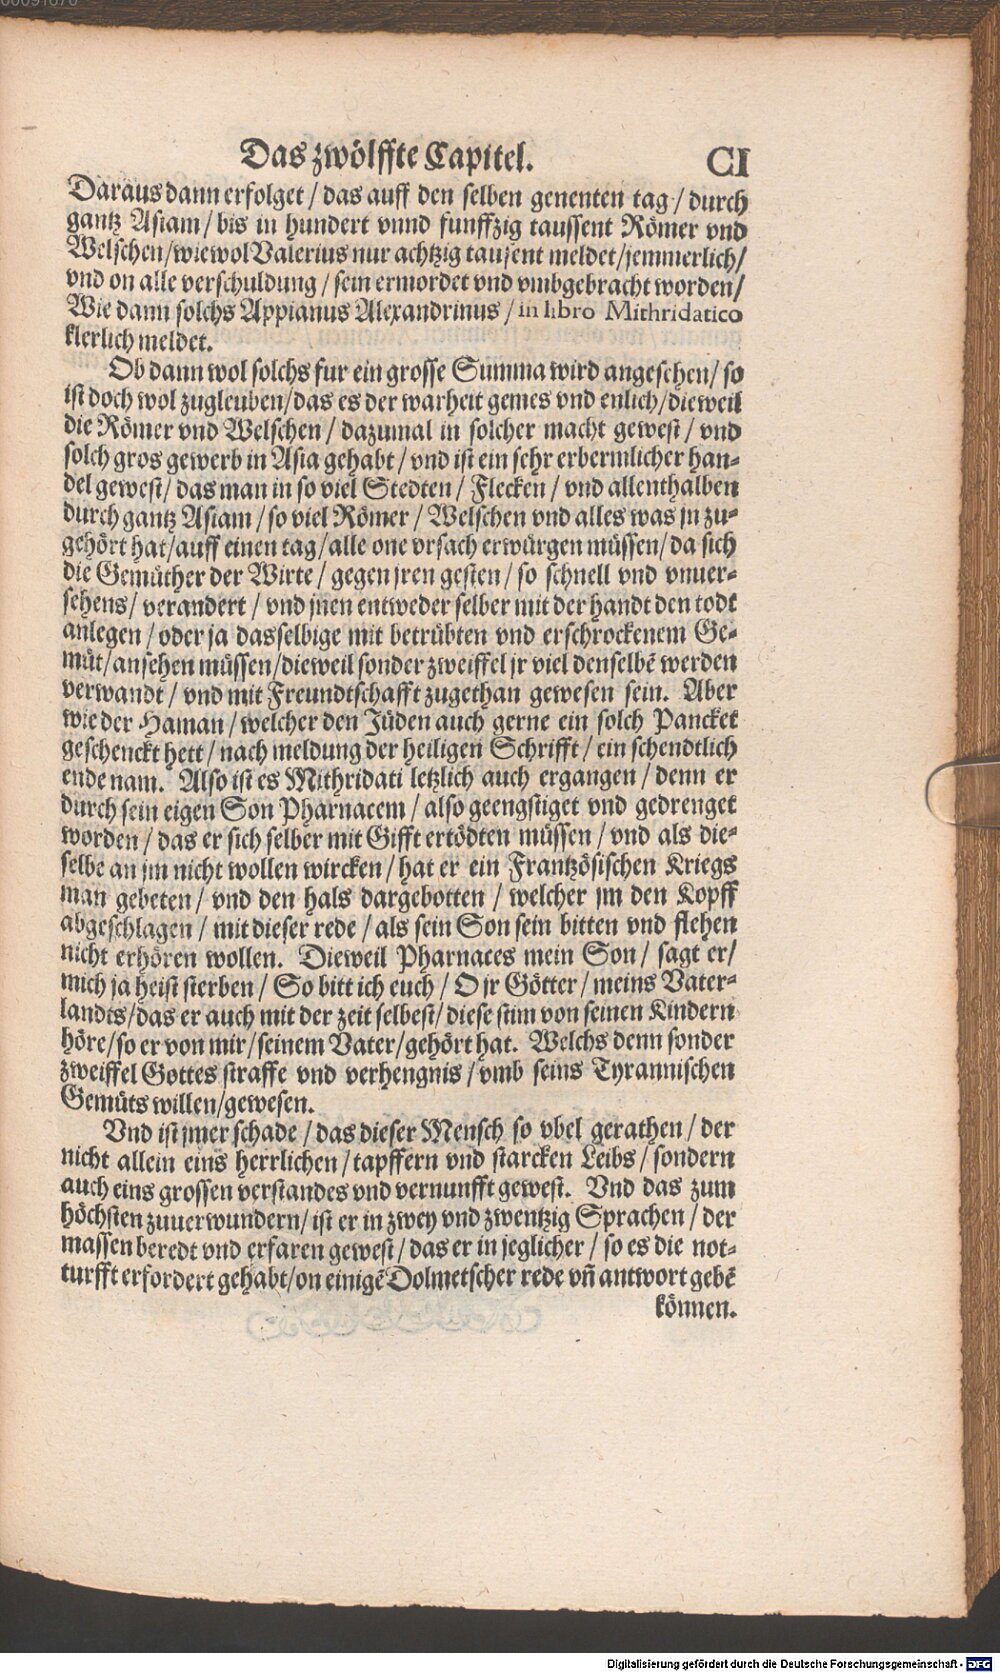 Das zwölffte Capitel. CI
Daraus dann erfolget / das auff den selben genenten tag / durch
gantz Asiam / bis in hundert vnnd funffzig taussent Römer vnd
Welschen / wiewol Valerius nur achtzig tausent meldet / jemmerlich /
vnd on alle verschuldung / sein ermordet vnd vmbgebracht worden /
Wie dann solchs Appianus Alexandrinus / in libro Mithridatico
klerlich meldet.
Ob dann wol solchs fur ein grosse Summa wird angesehen / so
ist doch wol zugleuben / das es der warheit gemes vnd enlich / dieweil
die Römer vnd Welschen / dazumal in solcher macht gewest / vnd
solch gros gewerb in Asia gehabt / vnd ist ein sehr erbermlicher han-
del gewest / das man in so viel Stedten / Flecken / vnd allenthalben
durch gantz Asiam / so viel Römer / Welschen vnd alles was jn zu-
gehört hat / auff einen tag / alle one vrsach erwürgen müssen / da sich
die Gemüther der Wirte / gegen jren gesten / so schnell vnd vnuer-
sehens / verandert / vnd jnen entweder selber mit der handt den todt
anlegen / oder ja dasselbige mit betrübten vnd erschrockenem Ge-
müt / ansehen müssen / dieweil sonder zweiffel jr viel denselbē werden
verwandt / vnd mit Freundtschafft zugethan gewesen sein. Aber
wie der Haman / welcher den Jüden auch gerne ein solch Pancket
geschenckt hett / nach meldung der heiligen Schrifft / ein schendtlich
ende nam. Also ist es Mithridati letzlich auch ergangen / denn er
durch sein eigen Son Pharnacem / also geengstiget vnd gedrenget
worden / das er sich selber mit Gifft ertödten müssen / vnd als die-
selbe an jm nicht wollen wircken / hat er ein Frantzösischen Kriegs
man gebeten / vnd den hals dargebotten / welcher jm den Kopff
abgeschlagen / mit dieser rede / als sein Son sein bitten vnd flehen
nicht erhören wollen. Dieweil Pharnaces mein Son / sagt er /
mich ja heist sterben / So bitt ich euch / O jr Götter / meins Vater-
landts / das er auch mit der zeit selbest / diese stim von seinen Kindern
höre / so er von mir / seinem Vater / gehört hat. Welchs denn sonder
zweiffel Gottes straffe vnd verhengnis / vmb seins Tyrannischen
Gemüts willen / gewesen.
Vnd ist jmer schade / das dieser Mensch so vbel gerathen / der
nicht allein eins herrlichen / tapffern vnd starcken Leibs / sondern
auch eins grossen verstandes vnd vernunfft gewest. Vnd das zum
höchsten zuuerwundern / ist er in zwey vnd zwentzig Sprachen / der
massen beredt vnd erfaren gewest / das er in jeglicher / so es die not-
turfft erfordert gehabt / on einigē Dolmetscher rede vñ antwort gebē
können.
Digitalisierung gefördert durch die Deutsche Forschungsgemeinschaft - DFG